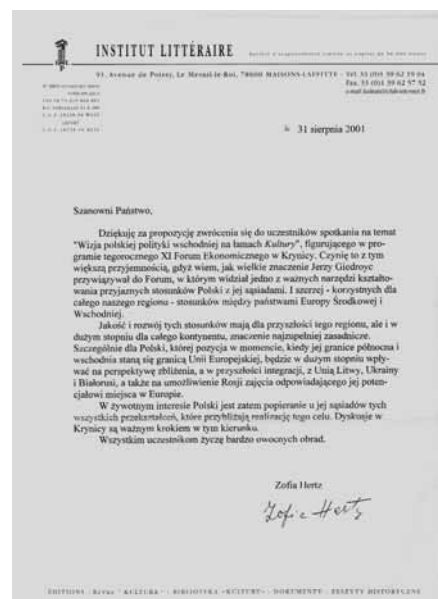 INSTITUT LITTÉRAIRE
91, Avenue de Poissy, Le Mesnil-le-Roi, 78600 MAISONS-LAFFITTE
31 sierpnia 2001
Szanowni Państwo,
Dziękuję za propozycję zwrócenia się do uczestników spotkania na temat
"Wizja polskiej polityki wschodniej na łamach Kultury", figurującego w pro-
gramie tegorocznego XI Forum Ekonomicznego w Krynicy. Czynię to z tym
większą przyjemnością, gdyż wiem, jak wielkie znaczenie Jerzy Giedroyc
przywiązywał do Forum, w którym widział jedno z ważnych narzędzi kształto-
wania przyjaznych stosunków Polski z jej sąsiadami. I szerzej - korzystnych dla
całego naszego regionu - stosunków między państwami Europy Środkowej i
Wschodniej.
Jakość i rozwój tych stosunków mają dla przyszłości tego regionu, ale i w
dużym stopniu dla całego kontynentu, znaczenie najzupełniej zasadnicze.
Szczególnie dla Polski, której pozycja w momencie, kiedy jej granice północna i
wschodnia staną się granicą Unii Europejskiej, będzie w dużym stopniu wpły-
wać na perspektywę zbliżenia, a w przyszłości integracji, z Unią Litwy, Ukrainy
i Białorusi, a także na umożliwienie Rosji zajęcia odpowiadającego jej poten-
cjałowi miejsca w Europie.
W żywotnym interesie Polski jest zatem popieranie u jej sąsiadów tych
wszystkich przekształceń, które przybliżają realizację tego celu. Dyskusje w
Krynicy są ważnym krokiem w tym kierunku.
Wszystkim uczestnikom życzę bardzo owocnych obrad.
Zofia Hertz
Zofia Hertz
EDITIONS : Revue "KULTURA" - BIBLIOTEKA «KULTURY» - DOKUMENTY - ZESZYTY HISTORYCZNE